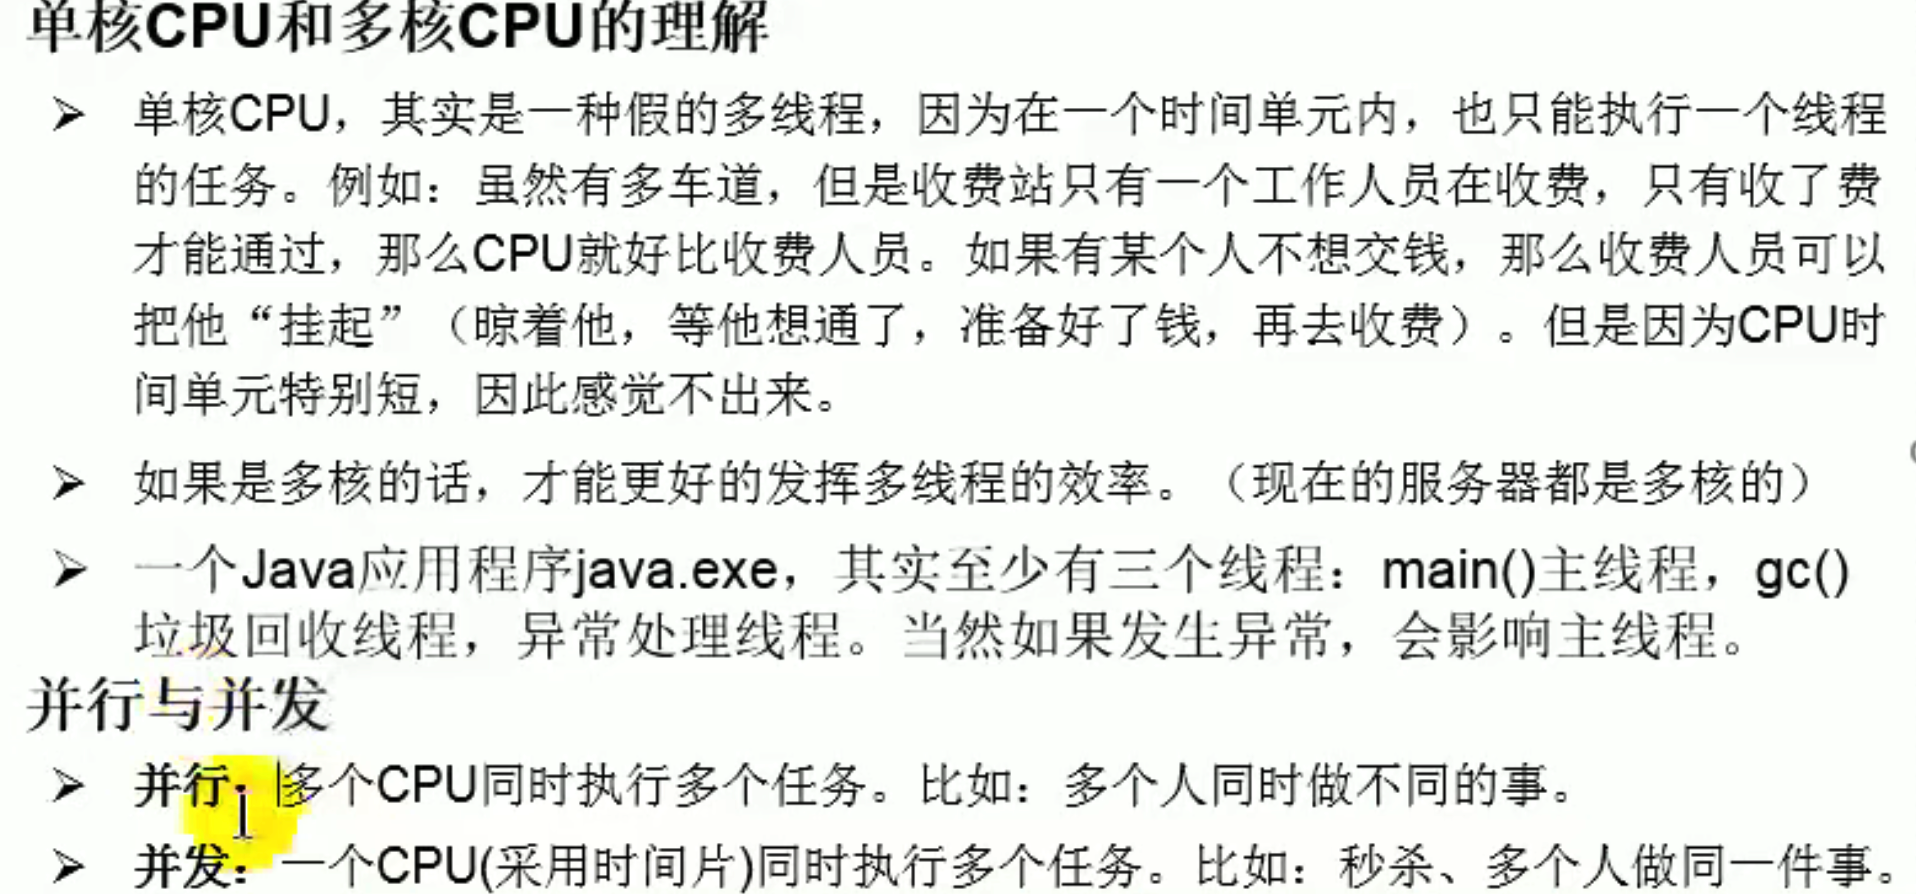 单核CPU和多核CPU的理解
➢ 单核CPU，其实是一种假的多线程，因为在一个时间单元内，也只能执行一个线程
的任务。例如：虽然有多车道，但是收费站只有一个工作人员在收费，只有收了费
才能通过，那么CPU就好比收费人员。如果有某个人不想交钱，那么收费人员可以
把他“挂起”（晾着他，等他想通了，准备好了钱，再去收费）。但是因为CPU时
间单元特别短，因此感觉不出来。
➢ 如果是多核的话，才能更好的发挥多线程的效率。（现在的服务器都是多核的）
➢ 一个Java应用程序java.exe，其实至少有三个线程：main()主线程，gc()
垃圾回收线程，异常处理线程。当然如果发生异常，会影响主线程。
并行与并发
➢ 并行：多个CPU同时执行多个任务。比如：多个人同时做不同的事。
➢ 并发：一个CPU(采用时间片)同时执行多个任务。比如：秒杀、多个人做同一件事。